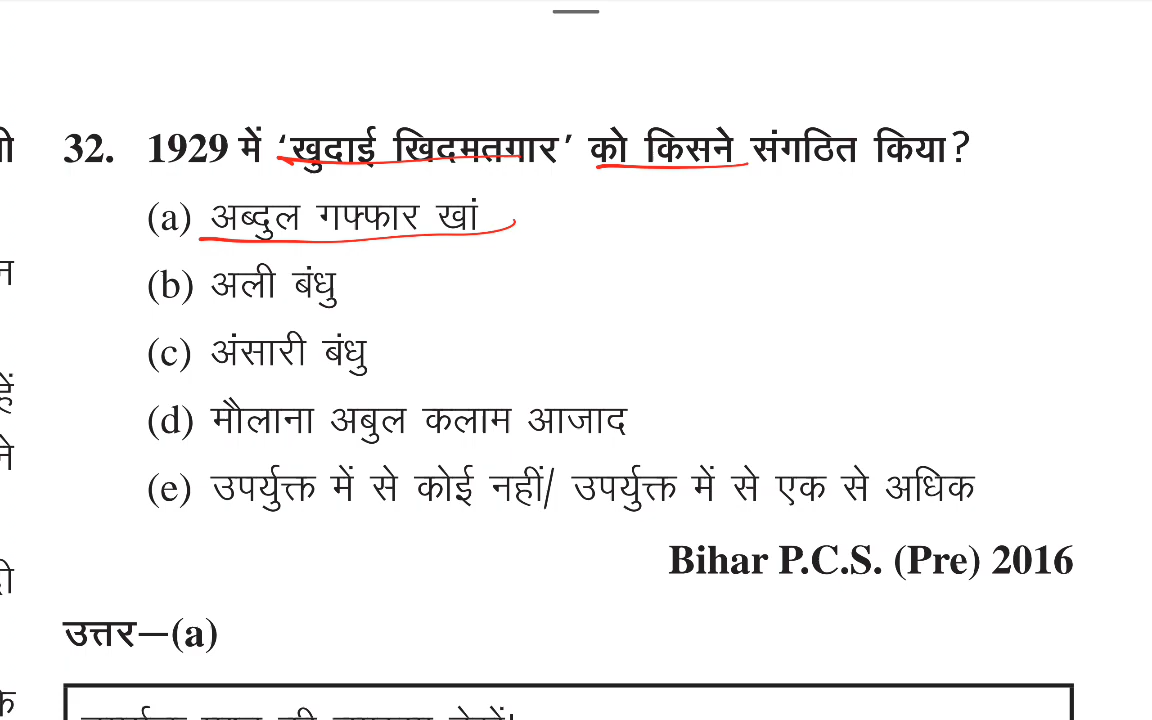 32. 1929 में ‘खुदाई खिदमतगार’ को किसने संगठित किया?
(a) अब्दुल गफ्फार खां
(b) अली बंधु
(c) अंसारी बंधु
(d) मौलाना अबुल कलाम आजाद
(e) उपर्युक्त में से कोई नहीं/ उपर्युक्त में से एक से अधिक
Bihar P.C.S. (Pre) 2016
उत्तर—(a)